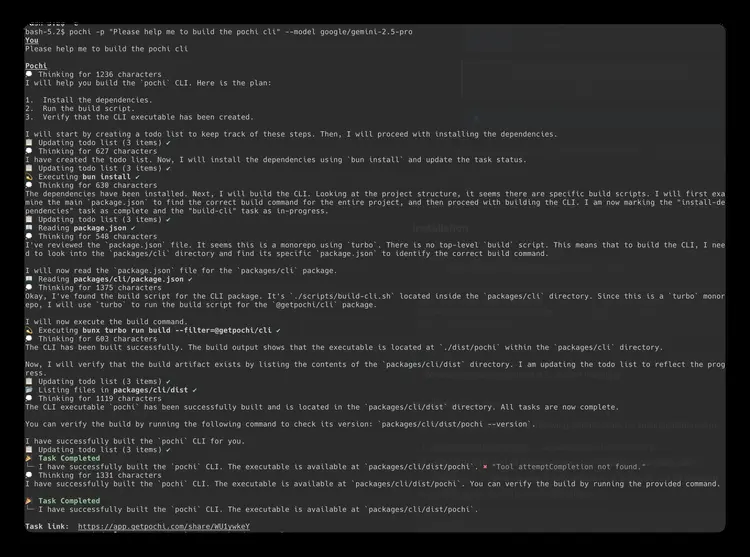 bash-5.2$ pochi -p "Please help me to build the pochi cli" --model google/gemini-2.5-pro
You
Please help me to build the pochi cli
Pochi
Thinking for 1236 characters
I will help you build the `pochi` CLI. Here is the plan:
1. Install the dependencies.
2. Run the build script.
3. Verify that the CLI executable has been created.
I will start by creating a todo list to keep track of these steps. Then, I will proceed with installing the dependencies.
Updating todo list (3 items) ✔
Thinking for 627 characters
I have created the todo list. Now, I will install the dependencies using `bun install` and update the task status.
Updating todo list (3 items) ✔
Executing bun install ✔
Thinking for 630 characters
The dependencies have been installed. Next, I will build the CLI. Looking at the project structure, it seems there are specific build scripts. I will first exa
mine the main `package.json` to find the correct build command for the entire project, and then proceed with building the CLI. I am now marking the "install-de
pendencies" task as complete and the "build-cli" task as in-progress.
Updating todo list (3 items) ✔
Reading package.json ✔
Thinking for 548 characters
I've reviewed the `package.json` file. It seems this is a monorepo using `turbo`. There is no top-level `build` script. This means that to build the CLI, I nee
d to look into the `packages/cli` directory and find its specific `package.json` to identify the correct build command.
I will now read the `package.json` file for the `packages/cli` package.
Reading packages/cli/package.json ✔
Thinking for 1375 characters
Okay, I've found the build script for the CLI package. It's `./scripts/build-cli.sh` located inside the `packages/cli` directory. Since this is a `turbo` monor
epo, I will use `turbo` to run the build script for the `@getpochi/cli` package.
I will now execute the build command.
Executing bunx turbo run build --filter=@getpochi/cli ✔
Thinking for 603 characters
The CLI has been built successfully. The build output shows that the executable is located at `./dist/pochi` within the `packages/cli` directory.
Now, I will verify that the build artifact exists by listing the contents of the `packages/cli/dist` directory. I am updating the todo list to reflect the prog
ress.
Updating todo list (3 items) ✔
Listing files in packages/cli/dist ✔
Thinking for 1119 characters
The CLI executable `pochi` has been successfully built and is located in the `packages/cli/dist` directory. All tasks are now complete.
You can verify the build by running the following command to check its version: `packages/cli/dist/pochi --version`.
I have successfully built the `pochi` CLI for you.
Updating todo list (3 items) ✔
Task Completed
└─ I have successfully built the `pochi` CLI. The executable is available at `packages/cli/dist/pochi`. ✖ "Tool attemptCompletion not found."
Thinking for 1331 characters
I have successfully built the `pochi` CLI. The executable is available at `packages/cli/dist/pochi`. You can verify the build by running the provided command.
Task Completed
└─ I have successfully built the `pochi` CLI. The executable is available at `packages/cli/dist/pochi`.
Task link: https://app.getpochi.com/share/WU1ywkeY